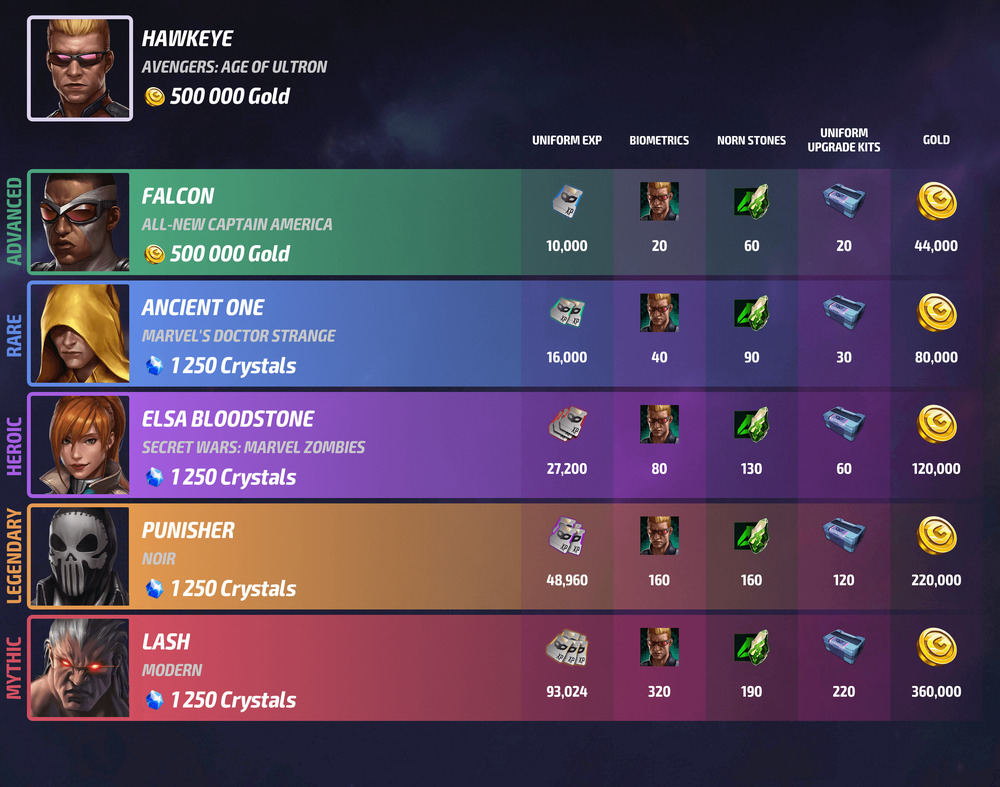 HAWKEYE
AVENGERS: AGE OF ULTRON
500 000 Gold
UNIFORM EXP BIOMETRICS NORN STONES UNIFORM UPGRADE KITS GOLD
ADVANCED
FALCON
ALL-NEW CAPTAIN AMERICA
500 000 Gold
10,000 20 60 20 44,000
RARE
ANCIENT ONE
MARVEL'S DOCTOR STRANGE
1 250 Crystals
16,000 40 90 30 80,000
HEROIC
ELSA BLOODSTONE
SECRET WARS: MARVEL ZOMBIES
1 250 Crystals
27,200 80 130 60 120,000
LEGENDARY
PUNISHER
NOIR
1 250 Crystals
48,960 160 160 120 220,000
MYTHIC
LASH
MODERN
1 250 Crystals
93,024 320 190 220 360,000